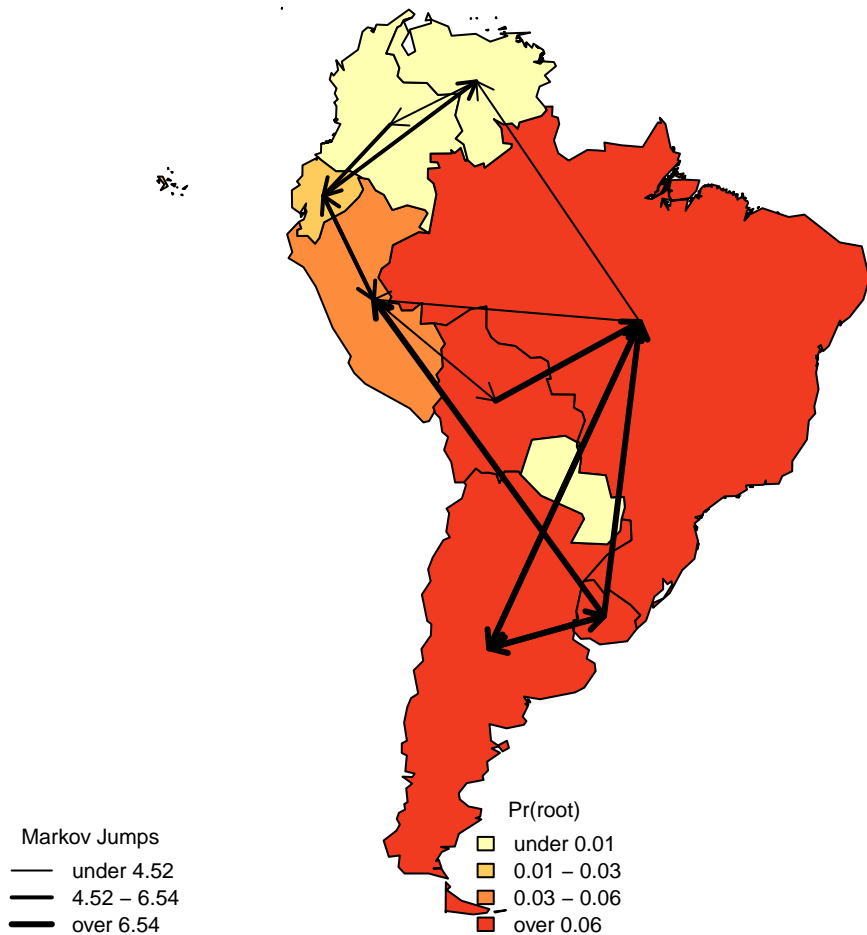 Markov Jumps
under 4.52
4.52 − 6.54
over 6.54
Pr(root)
under 0.01
0.01 − 0.03
0.03 − 0.06
over 0.06